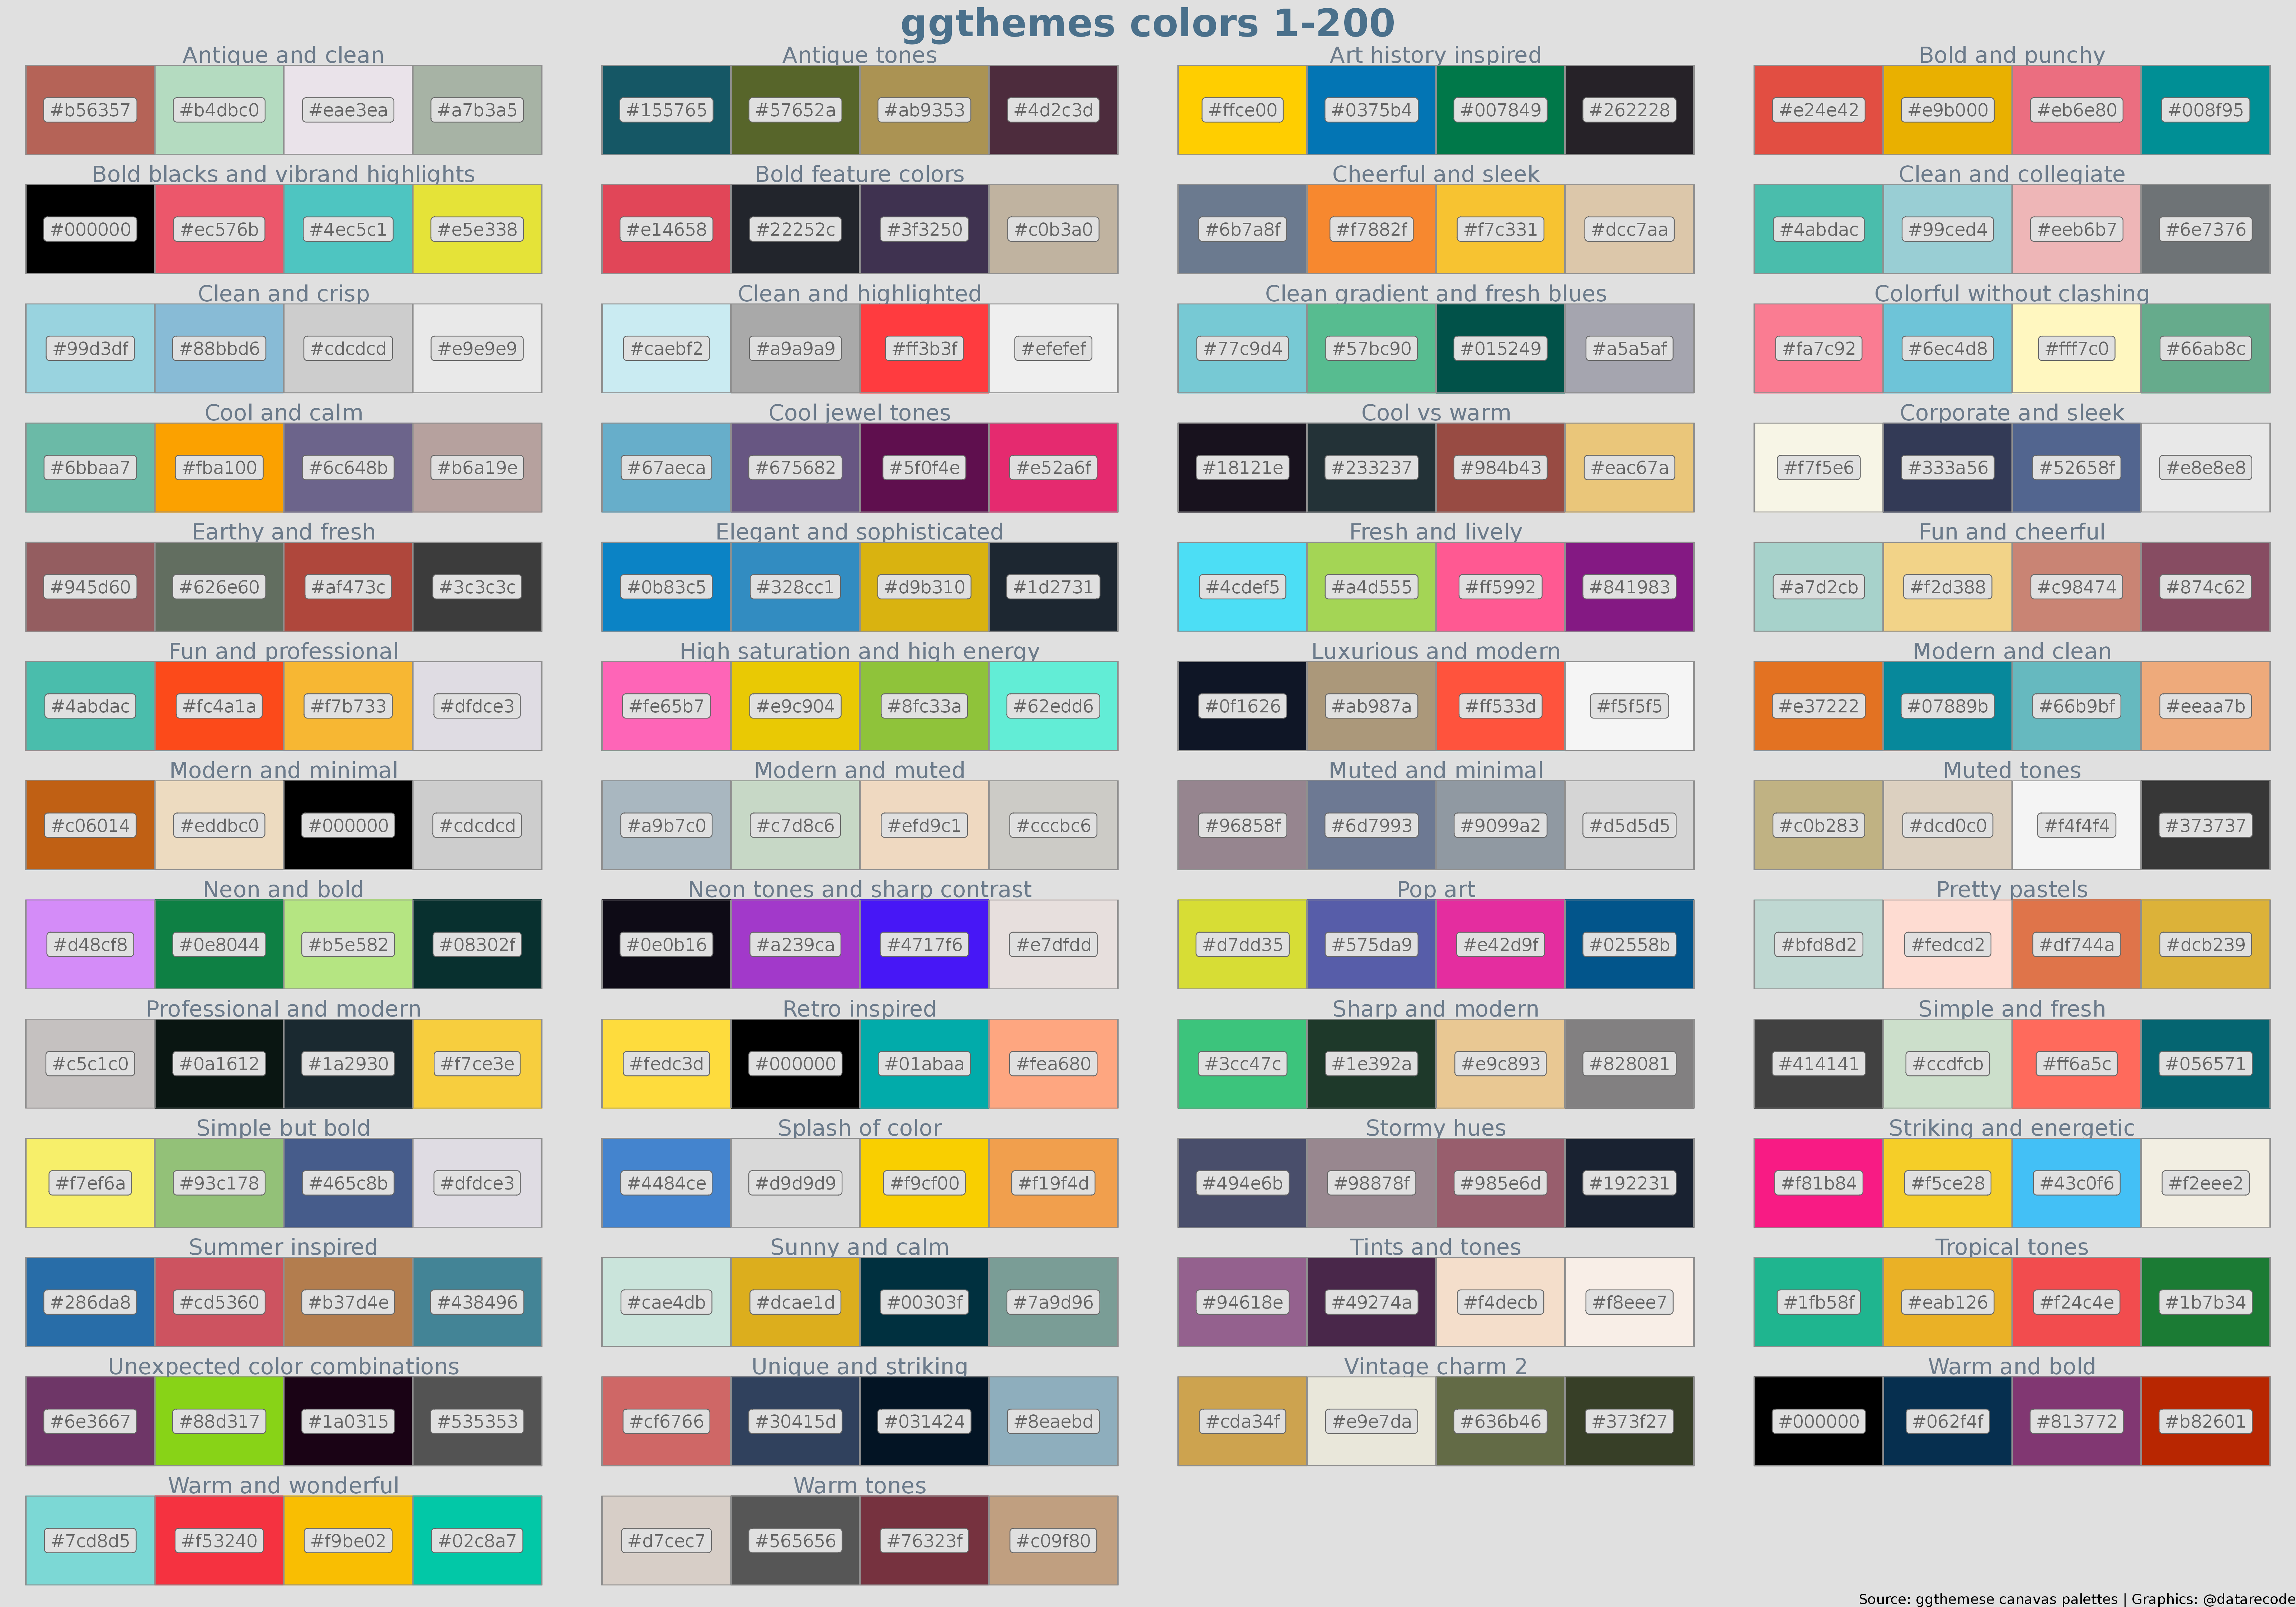 ggthemes colors 1-200
Antique and clean
#b56357 #b4dbc0 #eae3ea #a7b3a5
Antique tones
#155765 #57652a #ab9353 #4d2c3d
Art history inspired
#ffce00 #0375b4 #007849 #262228
Bold and punchy
#e24e42 #e9b000 #eb6e80 #008f95
Bold blacks and vibrand highlights
#000000 #ec576b #4ec5c1 #e5e338
Bold feature colors
#e14658 #22252c #3f3250 #c0b3a0
Cheerful and sleek
#6b7a8f #f7882f #f7c331 #dcc7aa
Clean and collegiate
#4abdac #99ced4 #eeb6b7 #6e7376
Clean and crisp
#99d3df #88bbd6 #cdcdcd #e9e9e9
Clean and highlighted
#caebf2 #a9a9a9 #ff3b3f #efefef
Clean gradient and fresh blues
#77c9d4 #57bc90 #015249 #a5a5af
Colorful without clashing
#fa7c92 #6ec4d8 #fff7c0 #66ab8c
Cool and calm
#6bbaa7 #fba100 #6c648b #b6a19e
Cool jewel tones
#67aeca #675682 #5f0f4e #e52a6f
Cool vs warm
#18121e #233237 #984b43 #eac67a
Corporate and sleek
#f7f5e6 #333a56 #52658f #e8e8e8
Earthy and fresh
#945d60 #626e60 #af473c #3c3c3c
Elegant and sophisticated
#0b83c5 #328cc1 #d9b310 #1d2731
Fresh and lively
#4cdef5 #a4d555 #ff5992 #841983
Fun and cheerful
#a7d2cb #f2d388 #c98474 #874c62
Fun and professional
#4abdac #fc4a1a #f7b733 #dfdce3
High saturation and high energy
#fe65b7 #e9c904 #8fc33a #62edd6
Luxurious and modern
#0f1626 #ab987a #ff533d #f5f5f5
Modern and clean
#e37222 #07889b #66b9bf #eeaa7b
Modern and minimal
#c06014 #eddbc0 #000000 #cdcdcd
Modern and muted
#a9b7c0 #c7d8c6 #efd9c1 #cccbc6
Muted and minimal
#96858f #6d7993 #9099a2 #d5d5d5
Muted tones
#c0b283 #dcd0c0 #f4f4f4 #373737
Neon and bold
#d48cf8 #0e8044 #b5e582 #08302f
Neon tones and sharp contrast
#0e0b16 #a239ca #4717f6 #e7dfdd
Pop art
#d7dd35 #575da9 #e42d9f #02558b
Pretty pastels
#bfd8d2 #fedcd2 #df744a #dcb239
Professional and modern
#c5c1c0 #0a1612 #1a2930 #f7ce3e
Retro inspired
#fedc3d #000000 #01abaa #fea680
Sharp and modern
#3cc47c #1e392a #e9c893 #828081
Simple and fresh
#414141 #ccdfcb #ff6a5c #056571
Simple but bold
#f7ef6a #93c178 #465c8b #dfdce3
Splash of color
#4484ce #d9d9d9 #f9cf00 #f19f4d
Stormy hues
#494e6b #98878f #985e6d #192231
Striking and energetic
#f81b84 #f5ce28 #43c0f6 #f2eee2
Summer inspired
#286da8 #cd5360 #b37d4e #438496
Sunny and calm
#cae4db #dcae1d #00303f #7a9d96
Tints and tones
#94618e #49274a #f4decb #f8eee7
Tropical tones
#1fb58f #eab126 #f24c4e #1b7b34
Unexpected color combinations
#6e3667 #88d317 #1a0315 #535353
Unique and striking
#cf6766 #30415d #031424 #8eaebd
Vintage charm 2
#cda34f #e9e7da #636b46 #373f27
Warm and bold
#000000 #062f4f #813772 #b82601
Warm and wonderful
#7cd8d5 #f53240 #f9be02 #02c8a7
Warm tones
#d7cec7 #565656 #76323f #c09f80
Source: ggthemese canavas palettes | Graphics: @datarecode